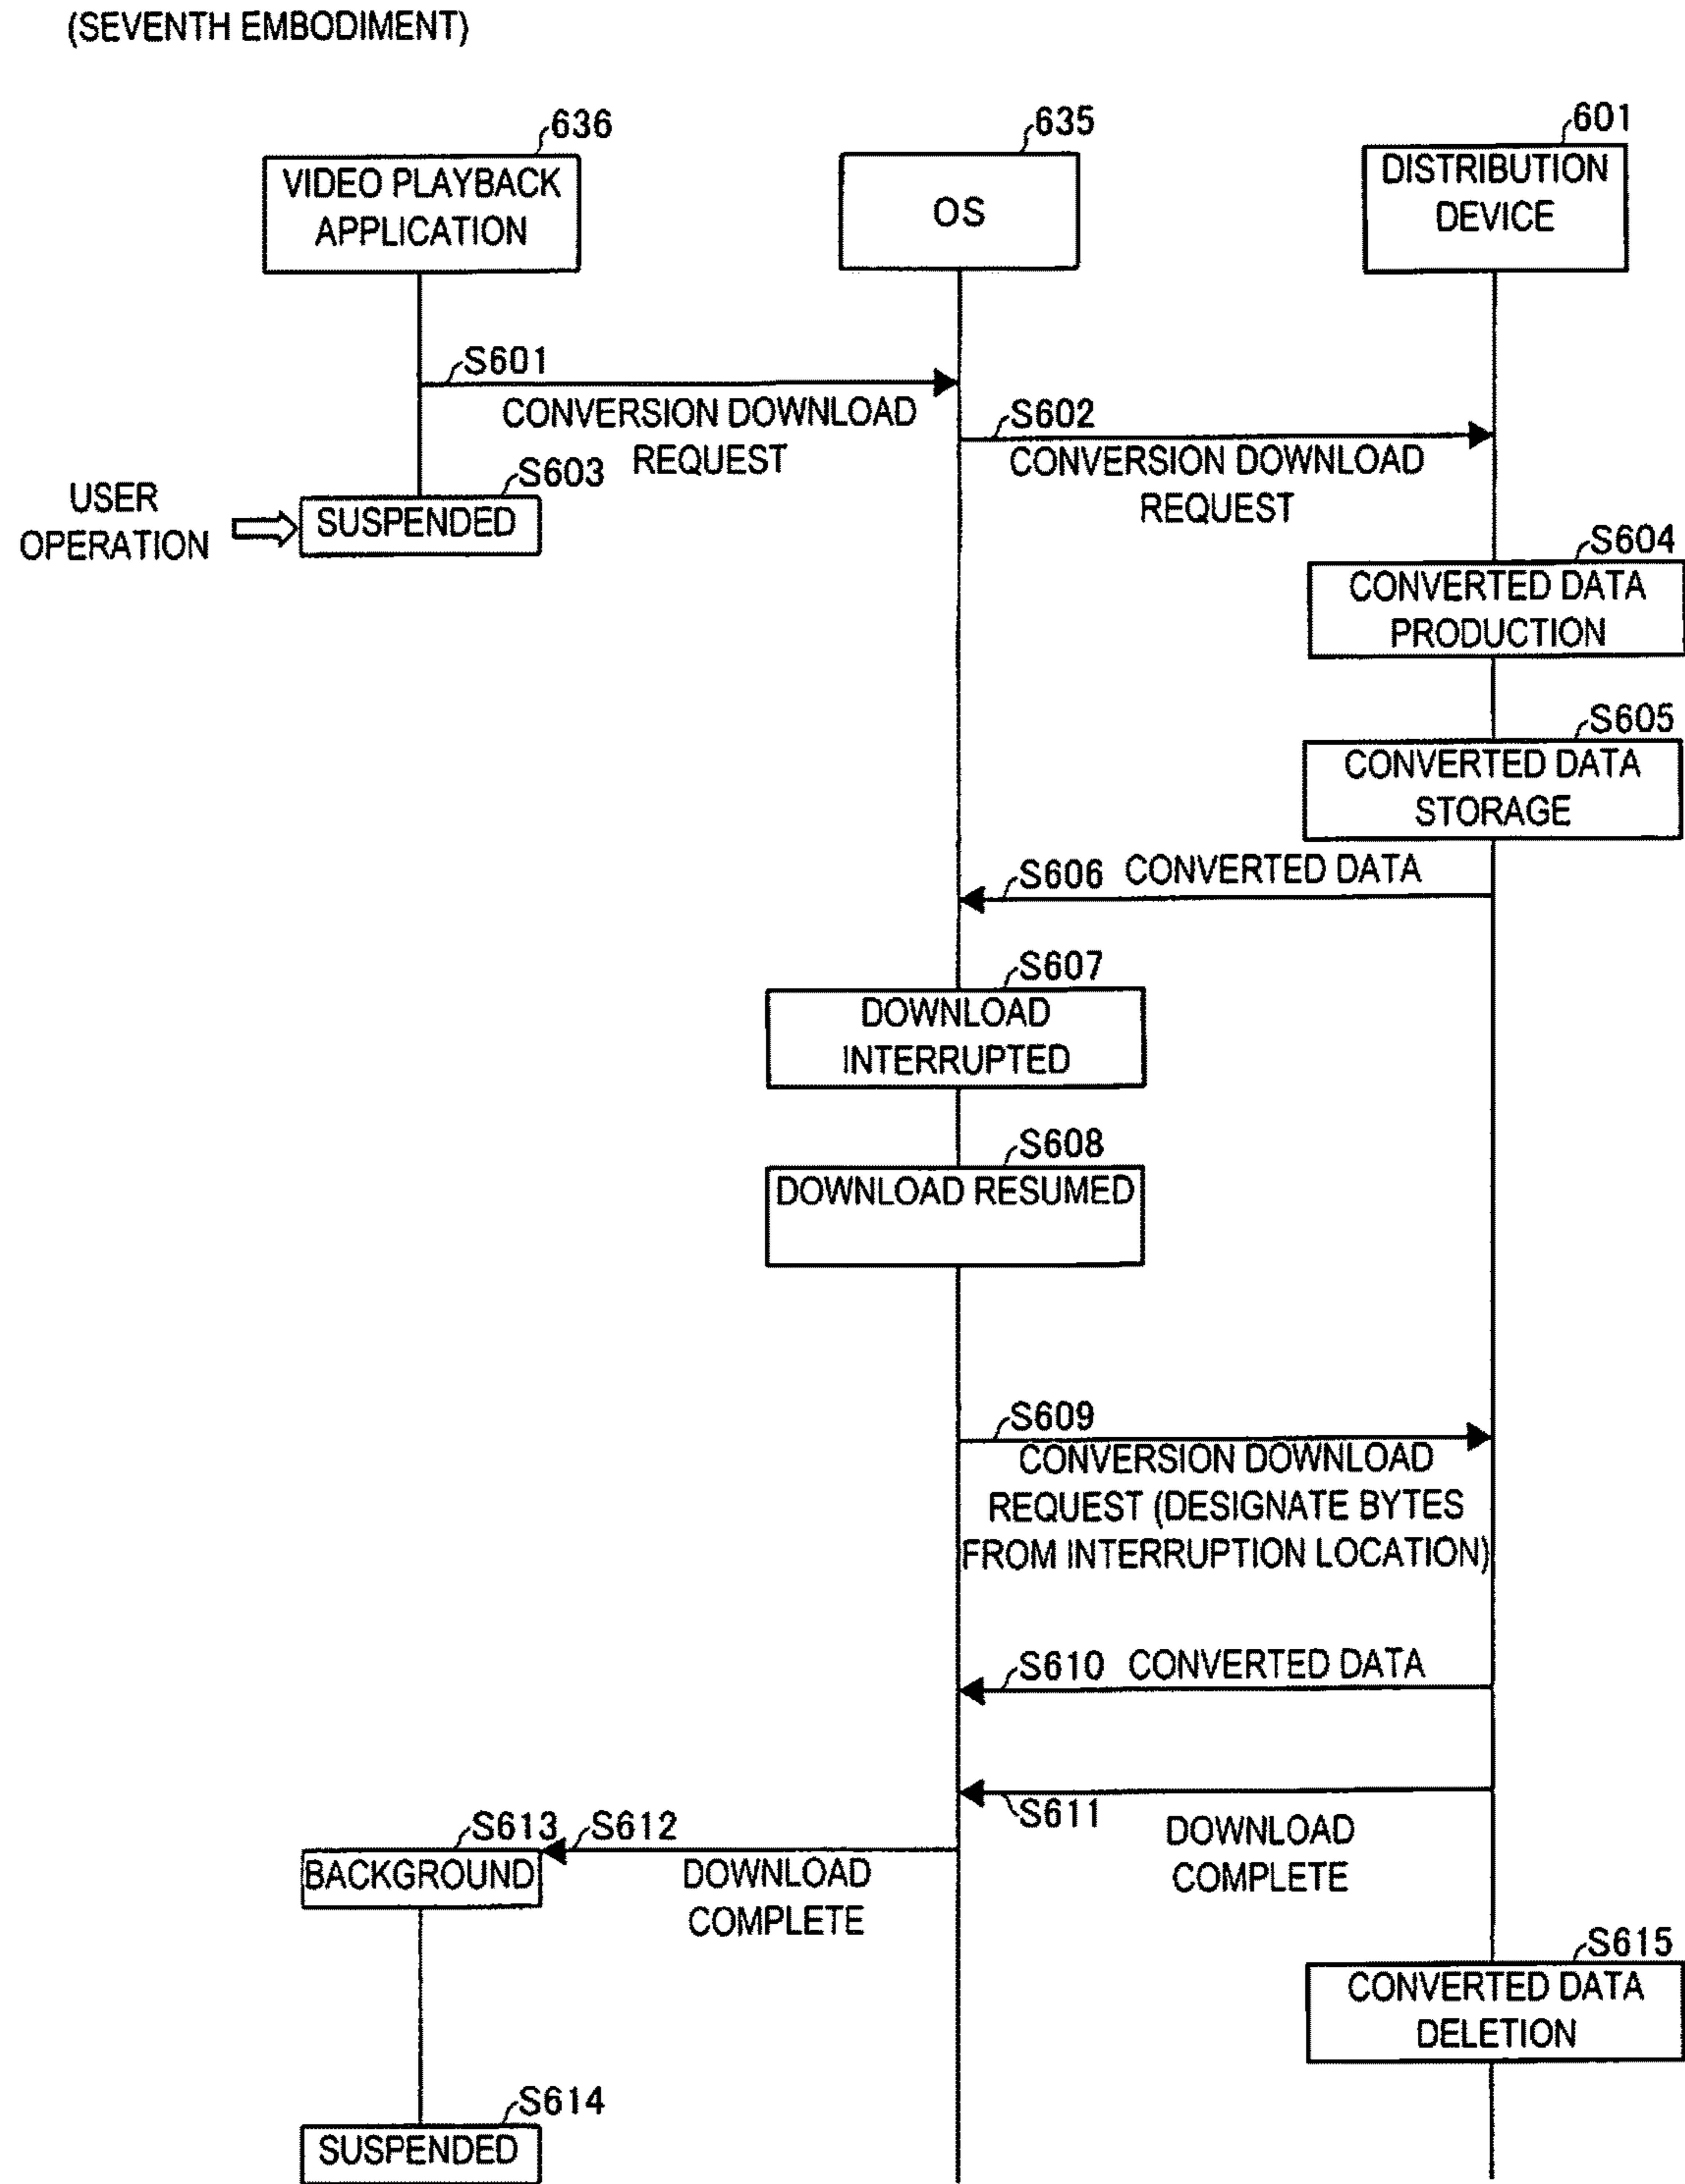 (SEVENTH EMBODIMENT)
636
635
601
VIDEO PLAYBACK
APPLICATION
OS
DISTRIBUTION
DEVICE
S601
CONVERSION DOWNLOAD
REQUEST
S602
CONVERSION DOWNLOAD
REQUEST
S603
USER
OPERATION
SUSPENDED
S604
CONVERTED DATA
PRODUCTION
S605
CONVERTED DATA
STORAGE
S606 CONVERTED DATA
S607
DOWNLOAD
INTERRUPTED
S608
DOWNLOAD RESUMED
S609
CONVERSION DOWNLOAD
REQUEST (DESIGNATE BYTES
FROM INTERRUPTION LOCATION)
S610 CONVERTED DATA
S611
DOWNLOAD
COMPLETE
S613
S612
BACKGROUND
DOWNLOAD
COMPLETE
S615
CONVERTED DATA
DELETION
S614
SUSPENDED